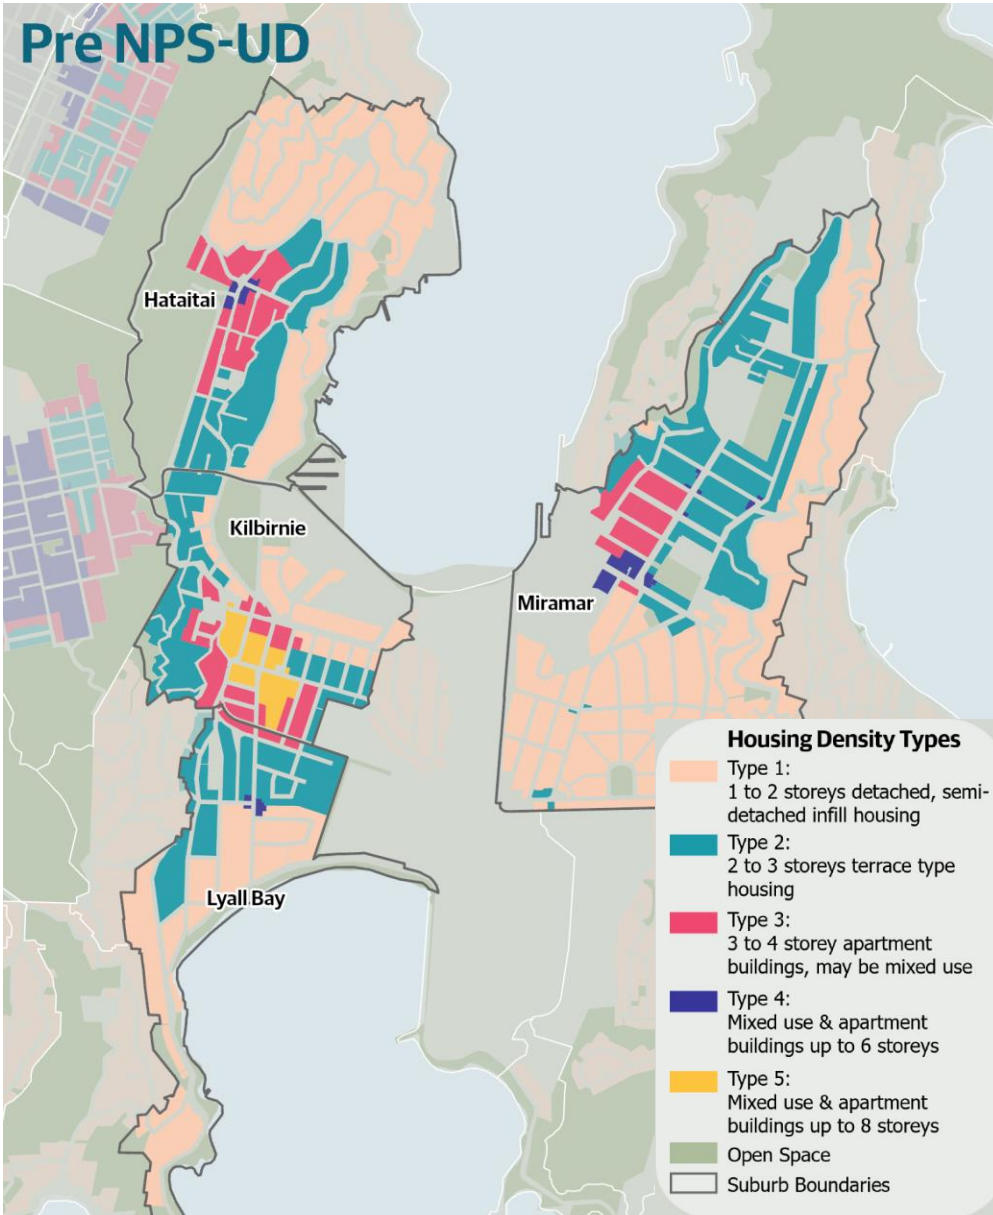 Pre NPS-UD
Hataitai
Kilbirnie
Miramar
Lyall Bay
Housing Density Types
Type 1:
1 to 2 storeys detached, semi-
detached infill housing
Type 2:
2 to 3 storeys terrace type
housing
Type 3:
3 to 4 storey apartment
buildings, may be mixed use
Type 4:
Mixed use & apartment
buildings up to 6 storeys
Type 5:
Mixed use & apartment
buildings up to 8 storeys
Open Space
Suburb Boundaries